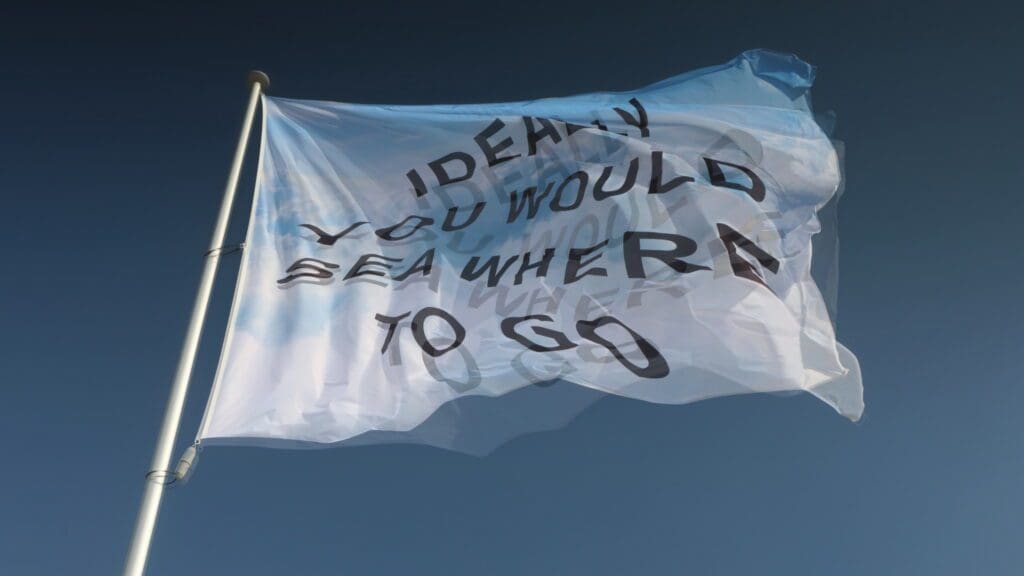 IDEALLY
YOU WOULD
SEA WHERE
TO GO